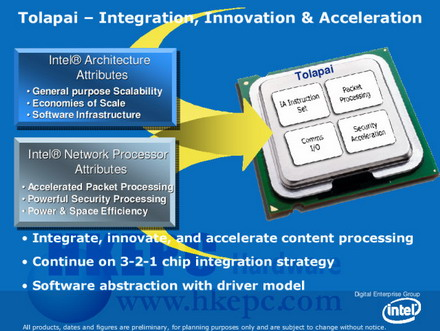 Tolapai – Integration, Innovation & Acceleration
Intel® Architecture
Attributes
• General purpose Scalability
• Economies of Scale
• Software Infrastructure
Intel® Network Processor
Attributes
• Accelerated Packet Processing
• Powerful Security Processing
• Power & Space Efficiency
Tolapai
IA Instruction
Set
Packet
Processing
Comms
I/O
Security
Acceleration
• Integrate, innovate, and accelerate content processing
• Continue on 3-2-1 chip integration strategy
• Software abstraction with driver model
HKEPC
hardware
www.hkepc.com
Digital Enterprise Group
intel®
All products, dates and figures are preliminary, for planning purposes only and are subject to change without notice.